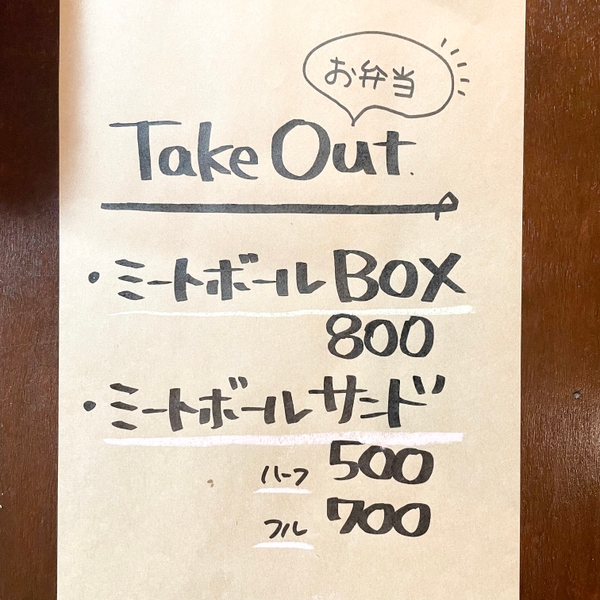 お弁当
Take Out.
・ミートボールBOX
800
・ミートボールサンド
ハーフ 500
フル 700